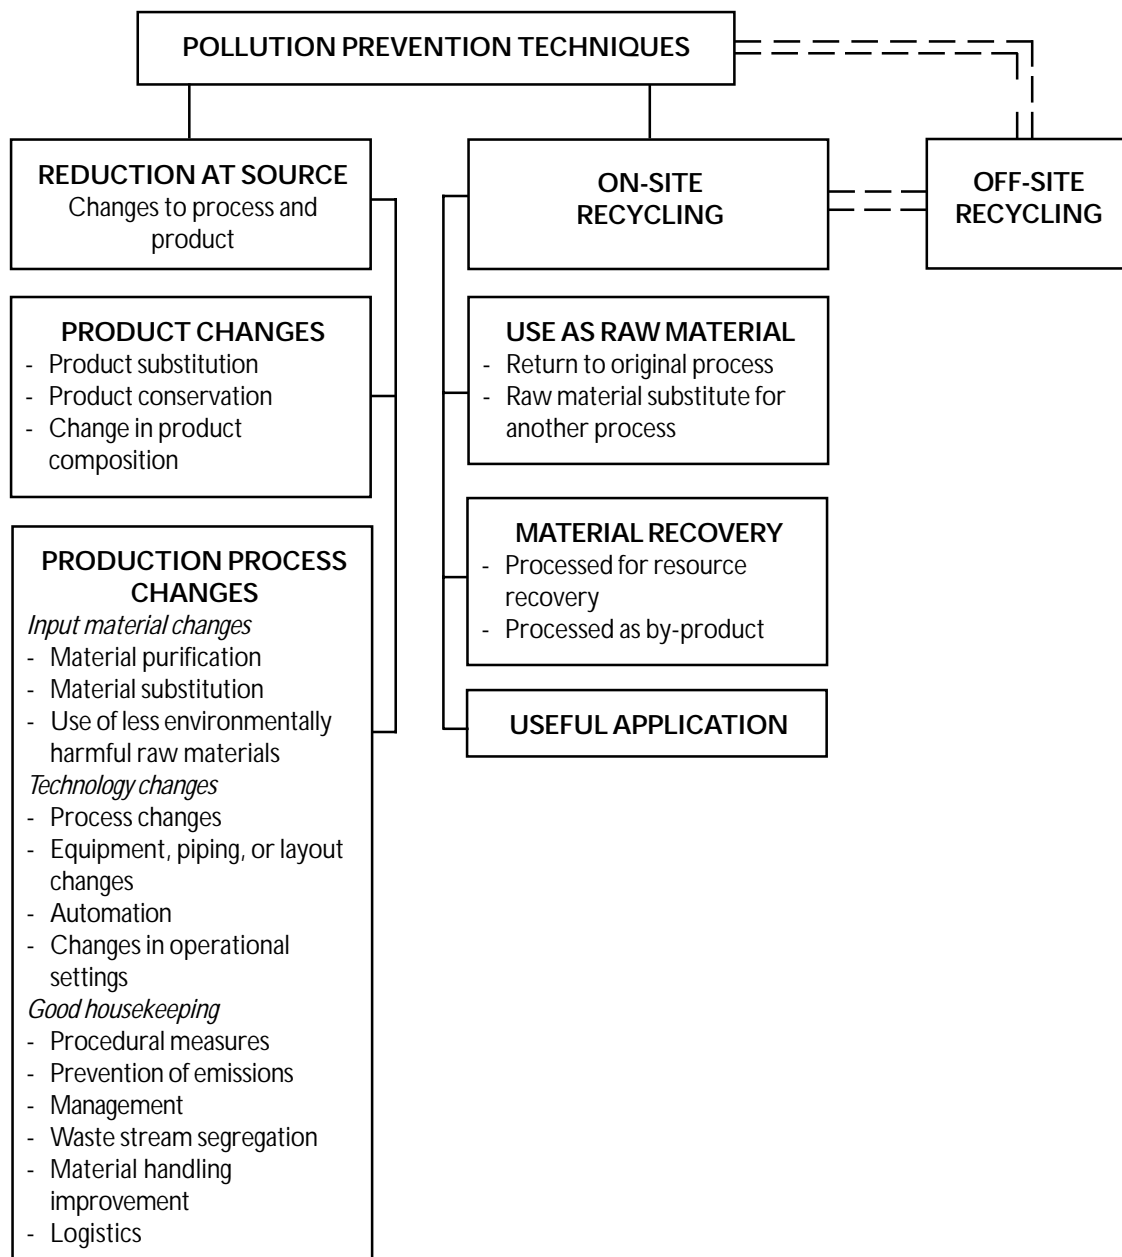 POLLUTION PREVENTION TECHNIQUES
REDUCTION AT SOURCE
Changes to process and
product
ON-SITE
RECYCLING
OFF-SITE
RECYCLING
PRODUCT CHANGES
- Product substitution
- Product conservation
- Change in product
composition
USE AS RAW MATERIAL
- Return to original process
- Raw material substitute for
another process
PRODUCTION PROCESS
CHANGES
Input material changes
- Material purification
- Material substitution
- Use of less environmentally
harmful raw materials
Technology changes
- Process changes
- Equipment, piping, or layout
changes
- Automation
- Changes in operational
settings
Good housekeeping
- Procedural measures
- Prevention of emissions
- Management
- Waste stream segregation
- Material handling
improvement
- Logistics
MATERIAL RECOVERY
- Processed for resource
recovery
- Processed as by-product
USEFUL APPLICATION